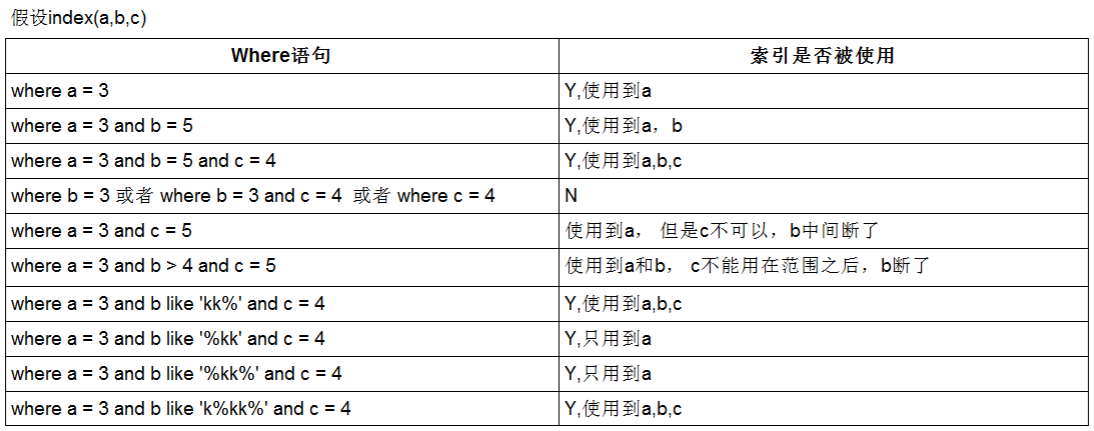 假设index(a,b,c)
Where语句 索引是否被使用
where a = 3 Y,使用到a
where a = 3 and b = 5 Y,使用到a，b
where a = 3 and b = 5 and c = 4 Y,使用到a,b,c
where b = 3 或者 where b = 3 and c = 4 或者 where c = 4 N
where a = 3 and c = 5 使用到a， 但是c不可以，b中间断了
where a = 3 and b > 4 and c = 5 使用到a和b， c不能用在范围之后，b断了
where a = 3 and b like 'kk%' and c = 4 Y,使用到a,b,c
where a = 3 and b like '%kk' and c = 4 Y,只用到a
where a = 3 and b like '%kk%' and c = 4 Y,只用到a
where a = 3 and b like 'k%kk%' and c = 4 Y,使用到a,b,c